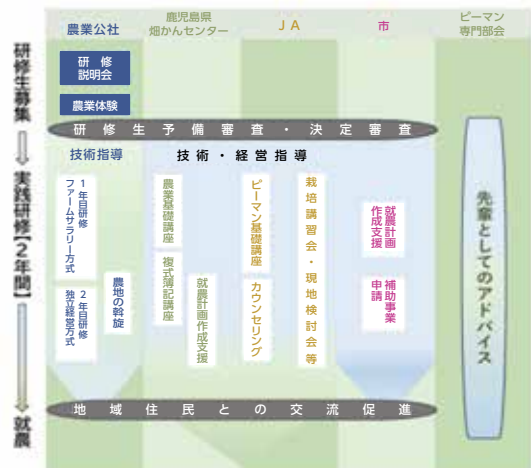 農業公社
鹿児島県
畑かんセンター
ＪＡ
市
ピーマン
専門部会
研修生募集
実践研修【２年間】
就農
研修
説明会
農業体験
研修生予備審査・決定審査
技術指導
技術・経営指導
１年目研修
ファームサラリー方式
２年目研修
独立経営方式
農地の斡旋
農業基礎講座
複式簿記講座
就農計画作成支援
ピーマン基礎講座
カウンセリング
栽培講習会・現地検討会等
就農計画
作成支援
補助事業
申請
先輩としてのアドバイス
地域住民との交流促進